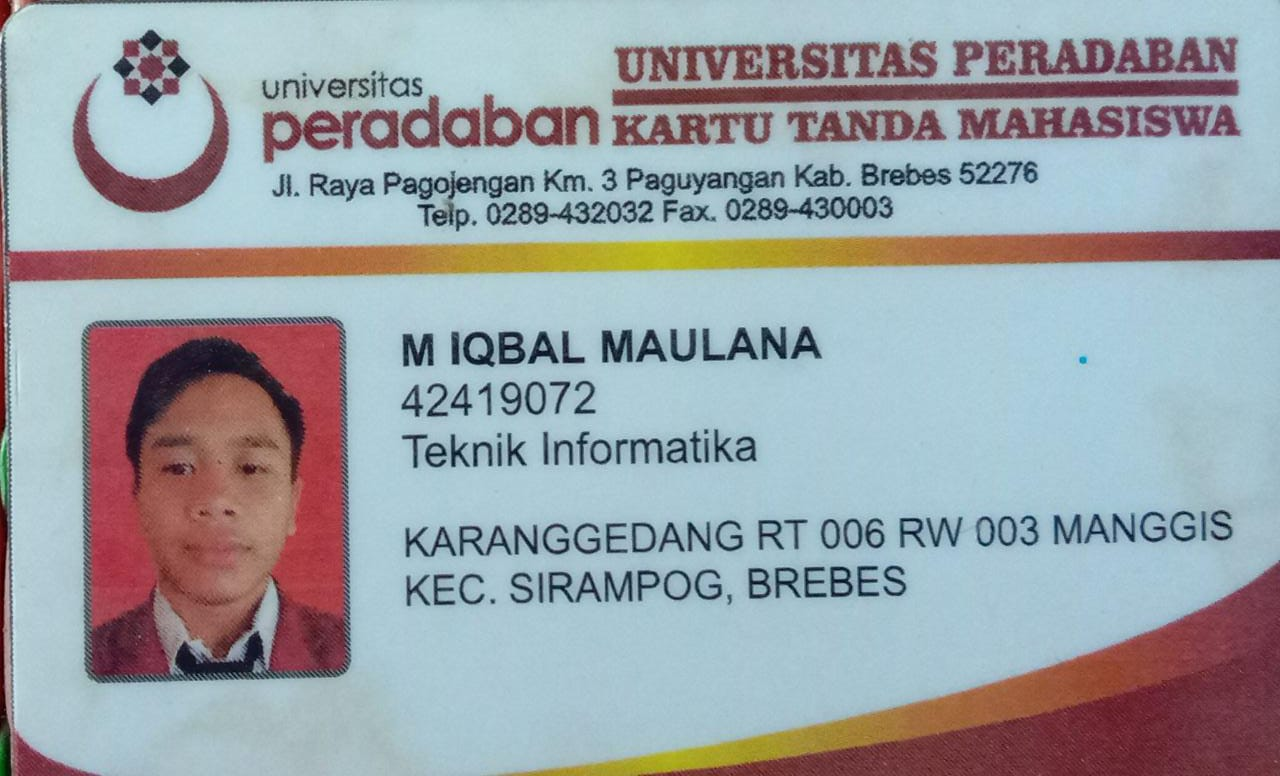 universitas
peradaban
UNIVERSITAS PERADABAN
KARTU TANDA MAHASISWA
Jl. Raya Pagojengan Km. 3 Paguyangan Kab. Brebes 52276
Telp. 0289-432032 Fax. 0289-430003
M IQBAL MAULANA
42419072
Teknik Informatika
KARANGGEDANG RT 006 RW 003 MANGGIS
KEC. SIRAMPOG, BREBES